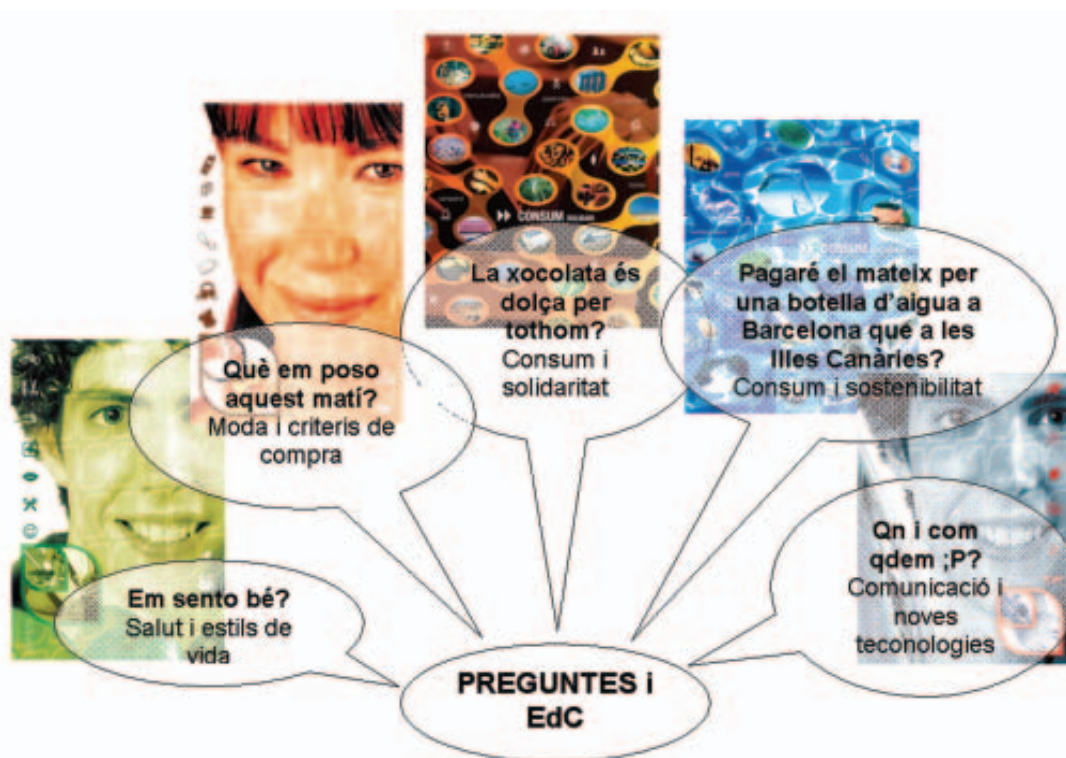 CONSUM
La xocolata és
dolça per
tothom?
Consum i
solidaritat
Pagaré el mateix per
una botella d'aigua a
Barcelona que a les
Illes Canàries?
Consum i sostenibilitat
Què em poso
aquest matí?
Moda i criteris de
compra
Qn i com
qdem ;P?
Comunicació i
noves
teconologies
Em sento bé?
Salut i estils de
vida
PREGUNTES i
EdC